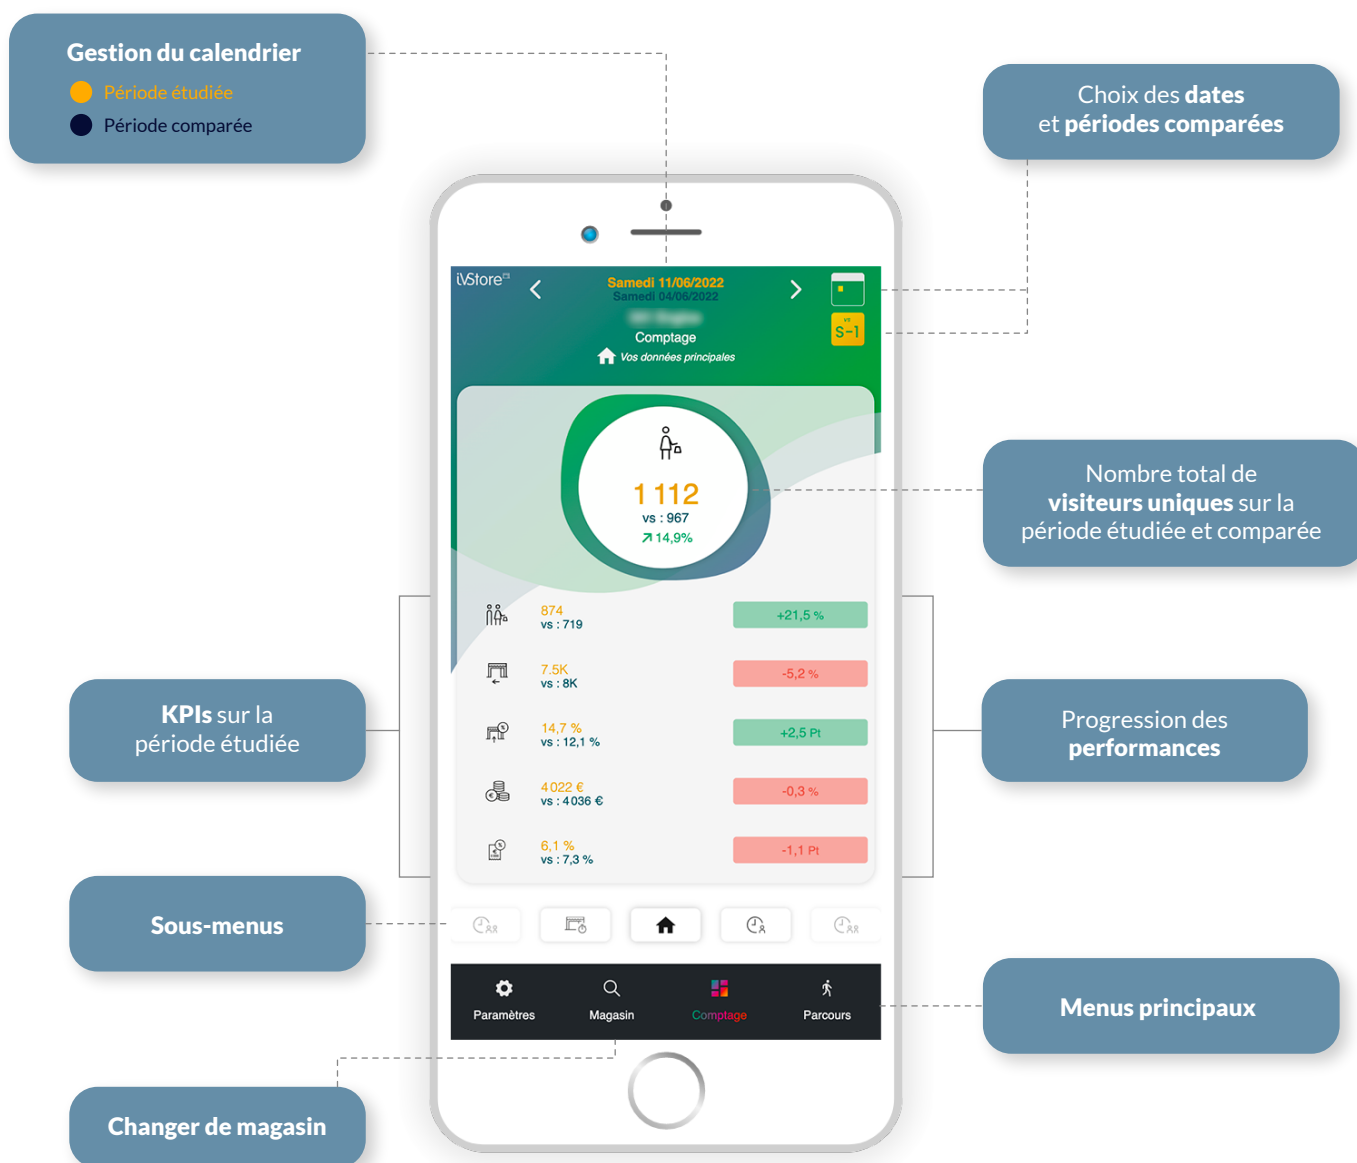 Gestion du calendrier
Période étudiée
Période comparée
Choix des dates
et périodes comparées
iVStore
Samedi 11/06/2022
Samedi 04/06/2022
Comptage
Vos données principales
vs
S-1
1 112
vs : 967
14,9%
Nombre total de
visiteurs uniques sur la
période étudiée et comparée
874
vs : 719
+21,5 %
7.5K
vs : 8K
-5,2 %
14,7 %
vs : 12,1 %
+2,5 Pt
4 022 €
vs : 4 036 €
-0,3 %
6,1 %
vs : 7,3 %
-1,1 Pt
KPIs sur la
période étudiée
Progression des
performances
Sous-menus
Paramètres
Magasin
Comptage
Parcours
Menus principaux
Changer de magasin